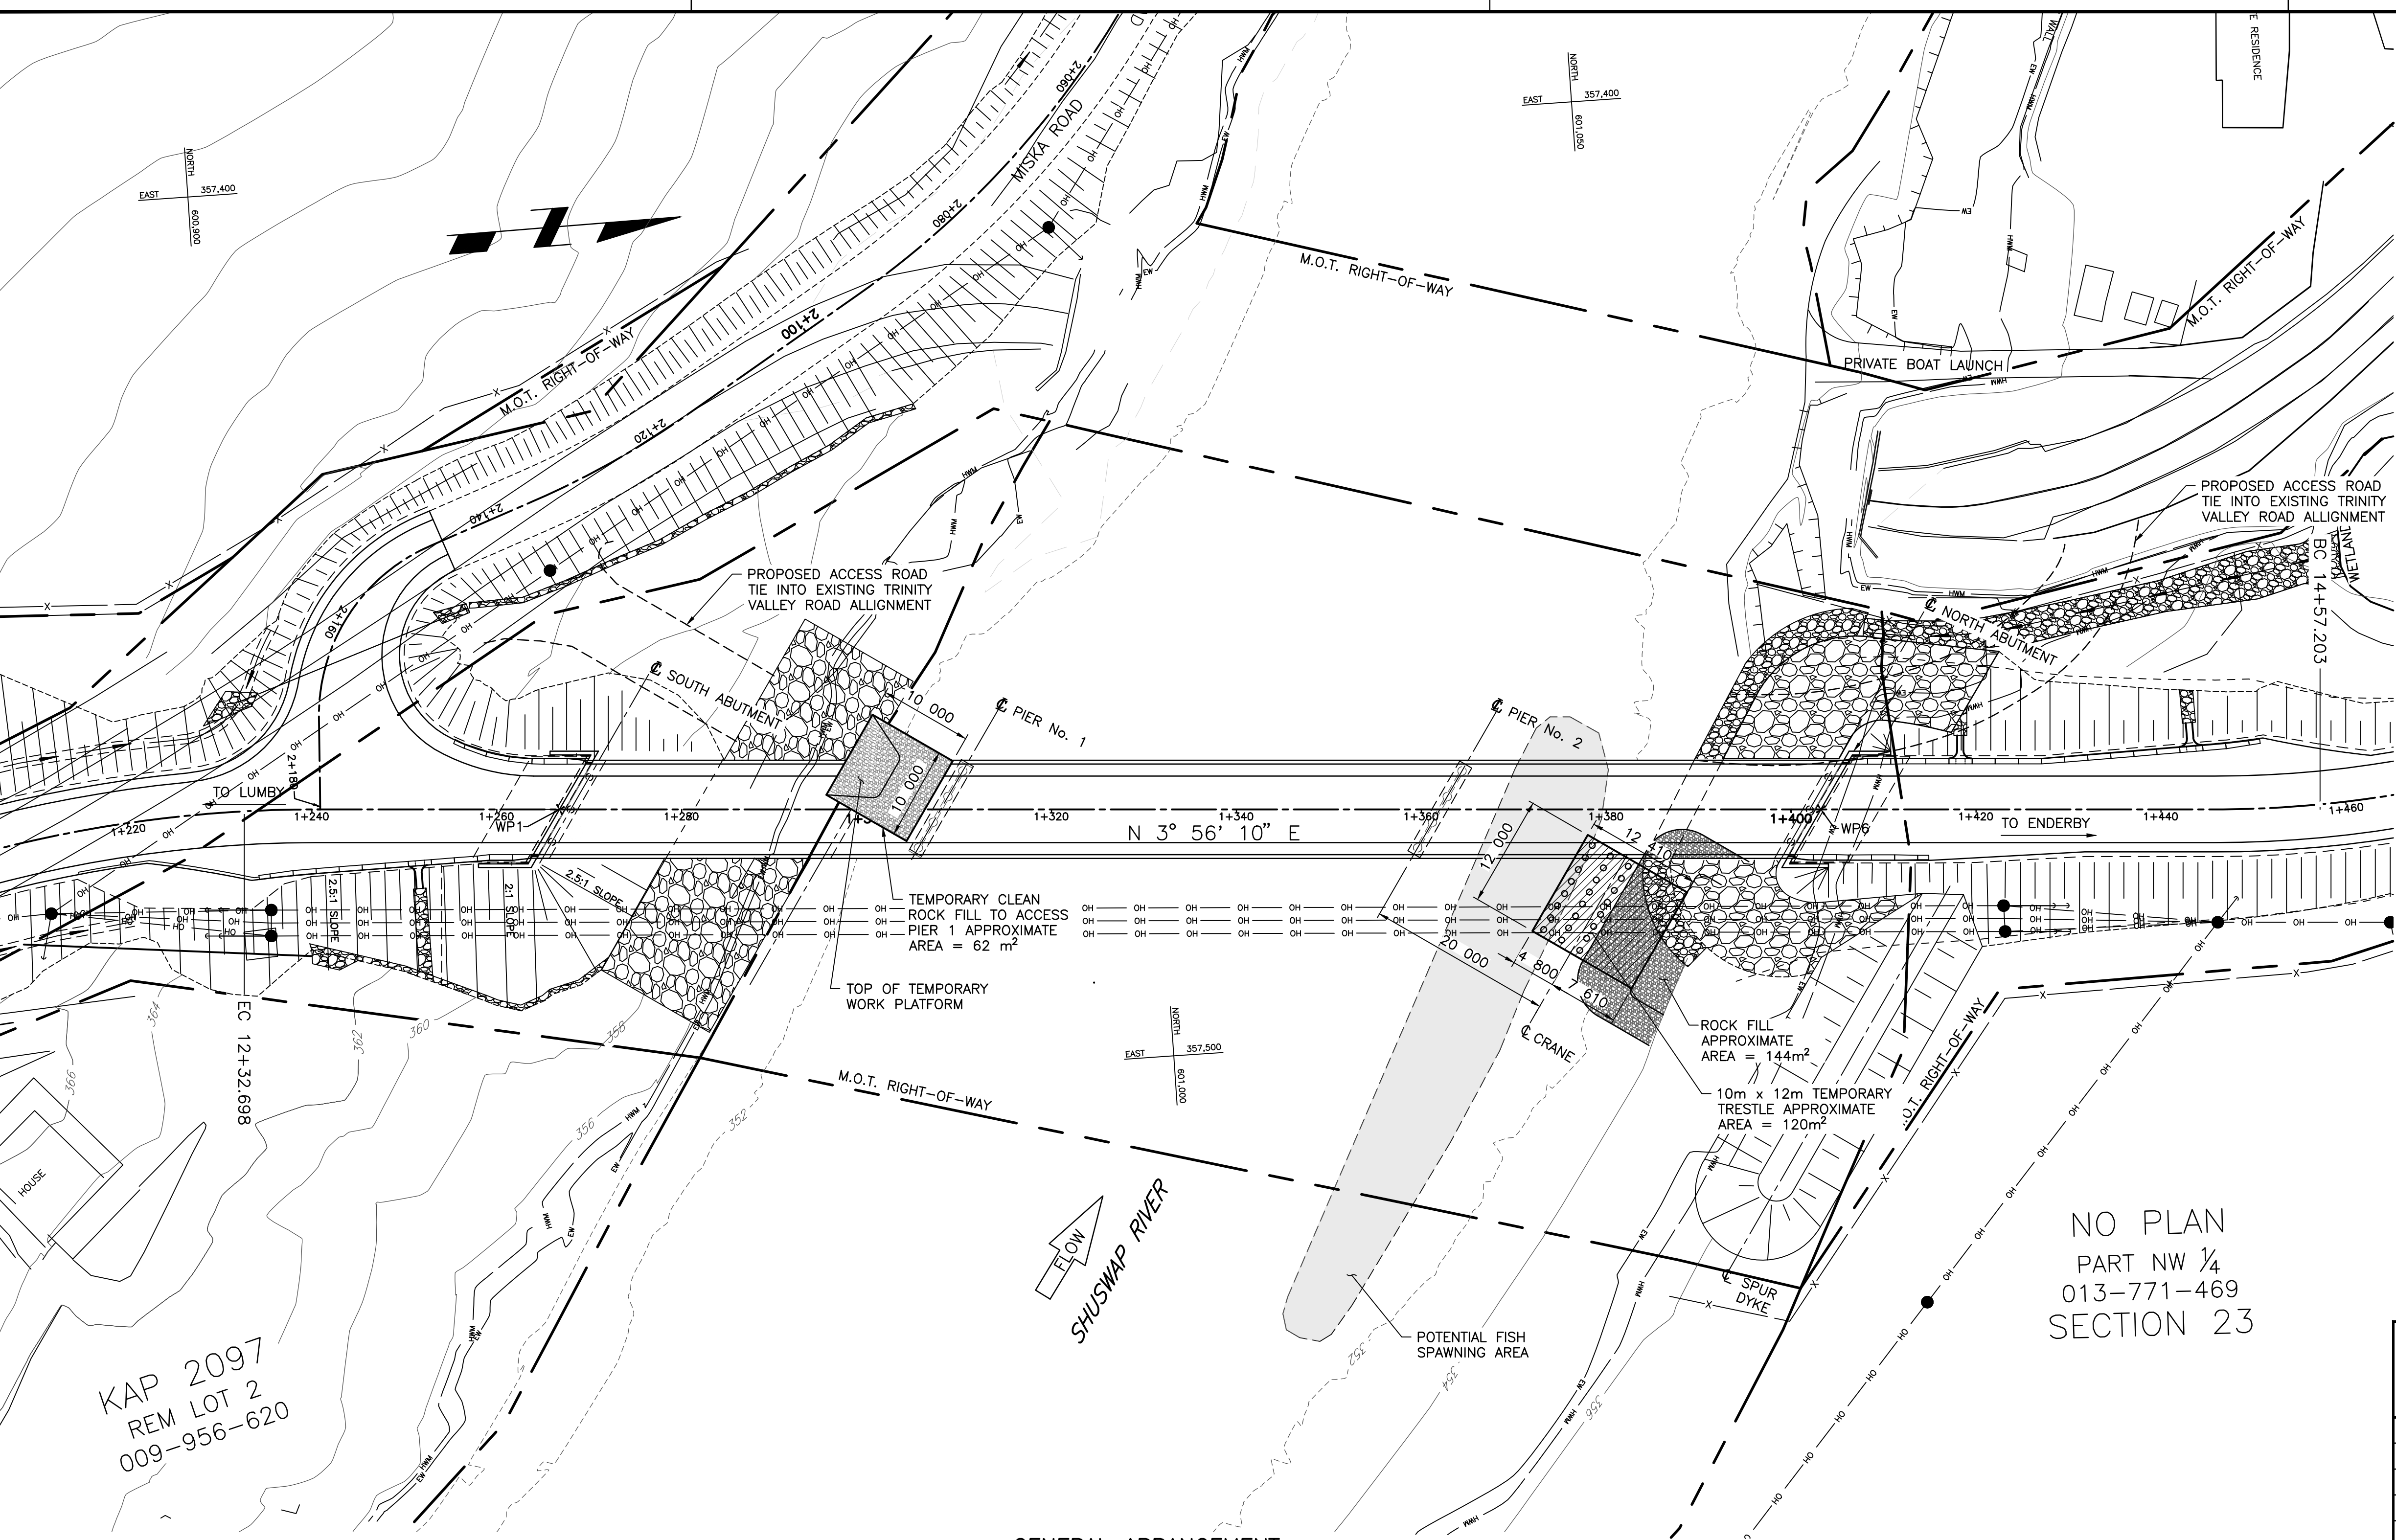 E RESIDENCE
WALL
2+060
MISKA ROAD
NORTH
EAST 357,400
601,050
NORTH
EAST 357,400
600,900
2+080
M.O.T. RIGHT-OF-WAY
M.O.T. RIGHT-OF-WAY
M.O.T. RIGHT-OF-WAY
2+100
PRIVATE BOAT LAUNCH
2+120
2+140
2+160
2+180
PROPOSED ACCESS ROAD
TIE INTO EXISTING TRINITY
VALLEY ROAD ALLIGNMENT
PROPOSED ACCESS ROAD
TIE INTO EXISTING TRINITY
VALLEY ROAD ALLIGNMENT
BC 14+57.203
WETLAN
℄ SOUTH ABUTMENT
℄ NORTH ABUTMENT
10 000
℄ PIER No. 1
℄ PIER No. 2
10 000
TO LUMBY
1+220
1+240
1+260
1+280
1+320
1+340
1+360
1+380
1+400
1+420
1+440
1+460
WP1
WP6
N 3° 56' 10" E
TO ENDERBY
12 000
12 410
2.5:1 SLOPE
2:1 SLOPE
2.5:1 SLOPE
TEMPORARY CLEAN
ROCK FILL TO ACCESS
PIER 1 APPROXIMATE
AREA = 62 m²
TOP OF TEMPORARY
WORK PLATFORM
20 000
4 800
7 610
℄ CRANE
ROCK FILL
APPROXIMATE
AREA = 144m²
10m x 12m TEMPORARY
TRESTLE APPROXIMATE
AREA = 120m²
.O.T. RIGHT-OF-WAY
EC 12+32.698
366
364
362
360
358
356
352
NORTH
EAST 357,500
601,000
M.O.T. RIGHT-OF-WAY
HOUSE
FLOW
SHUSWAP RIVER
℄ SPUR
DYKE
POTENTIAL FISH
SPAWNING AREA
352
354
356
NO PLAN
PART NW ¼
013-771-469
SECTION 23
KAP 2097
REM LOT 2
009-956-620
GENERAL ARRANGEMENT